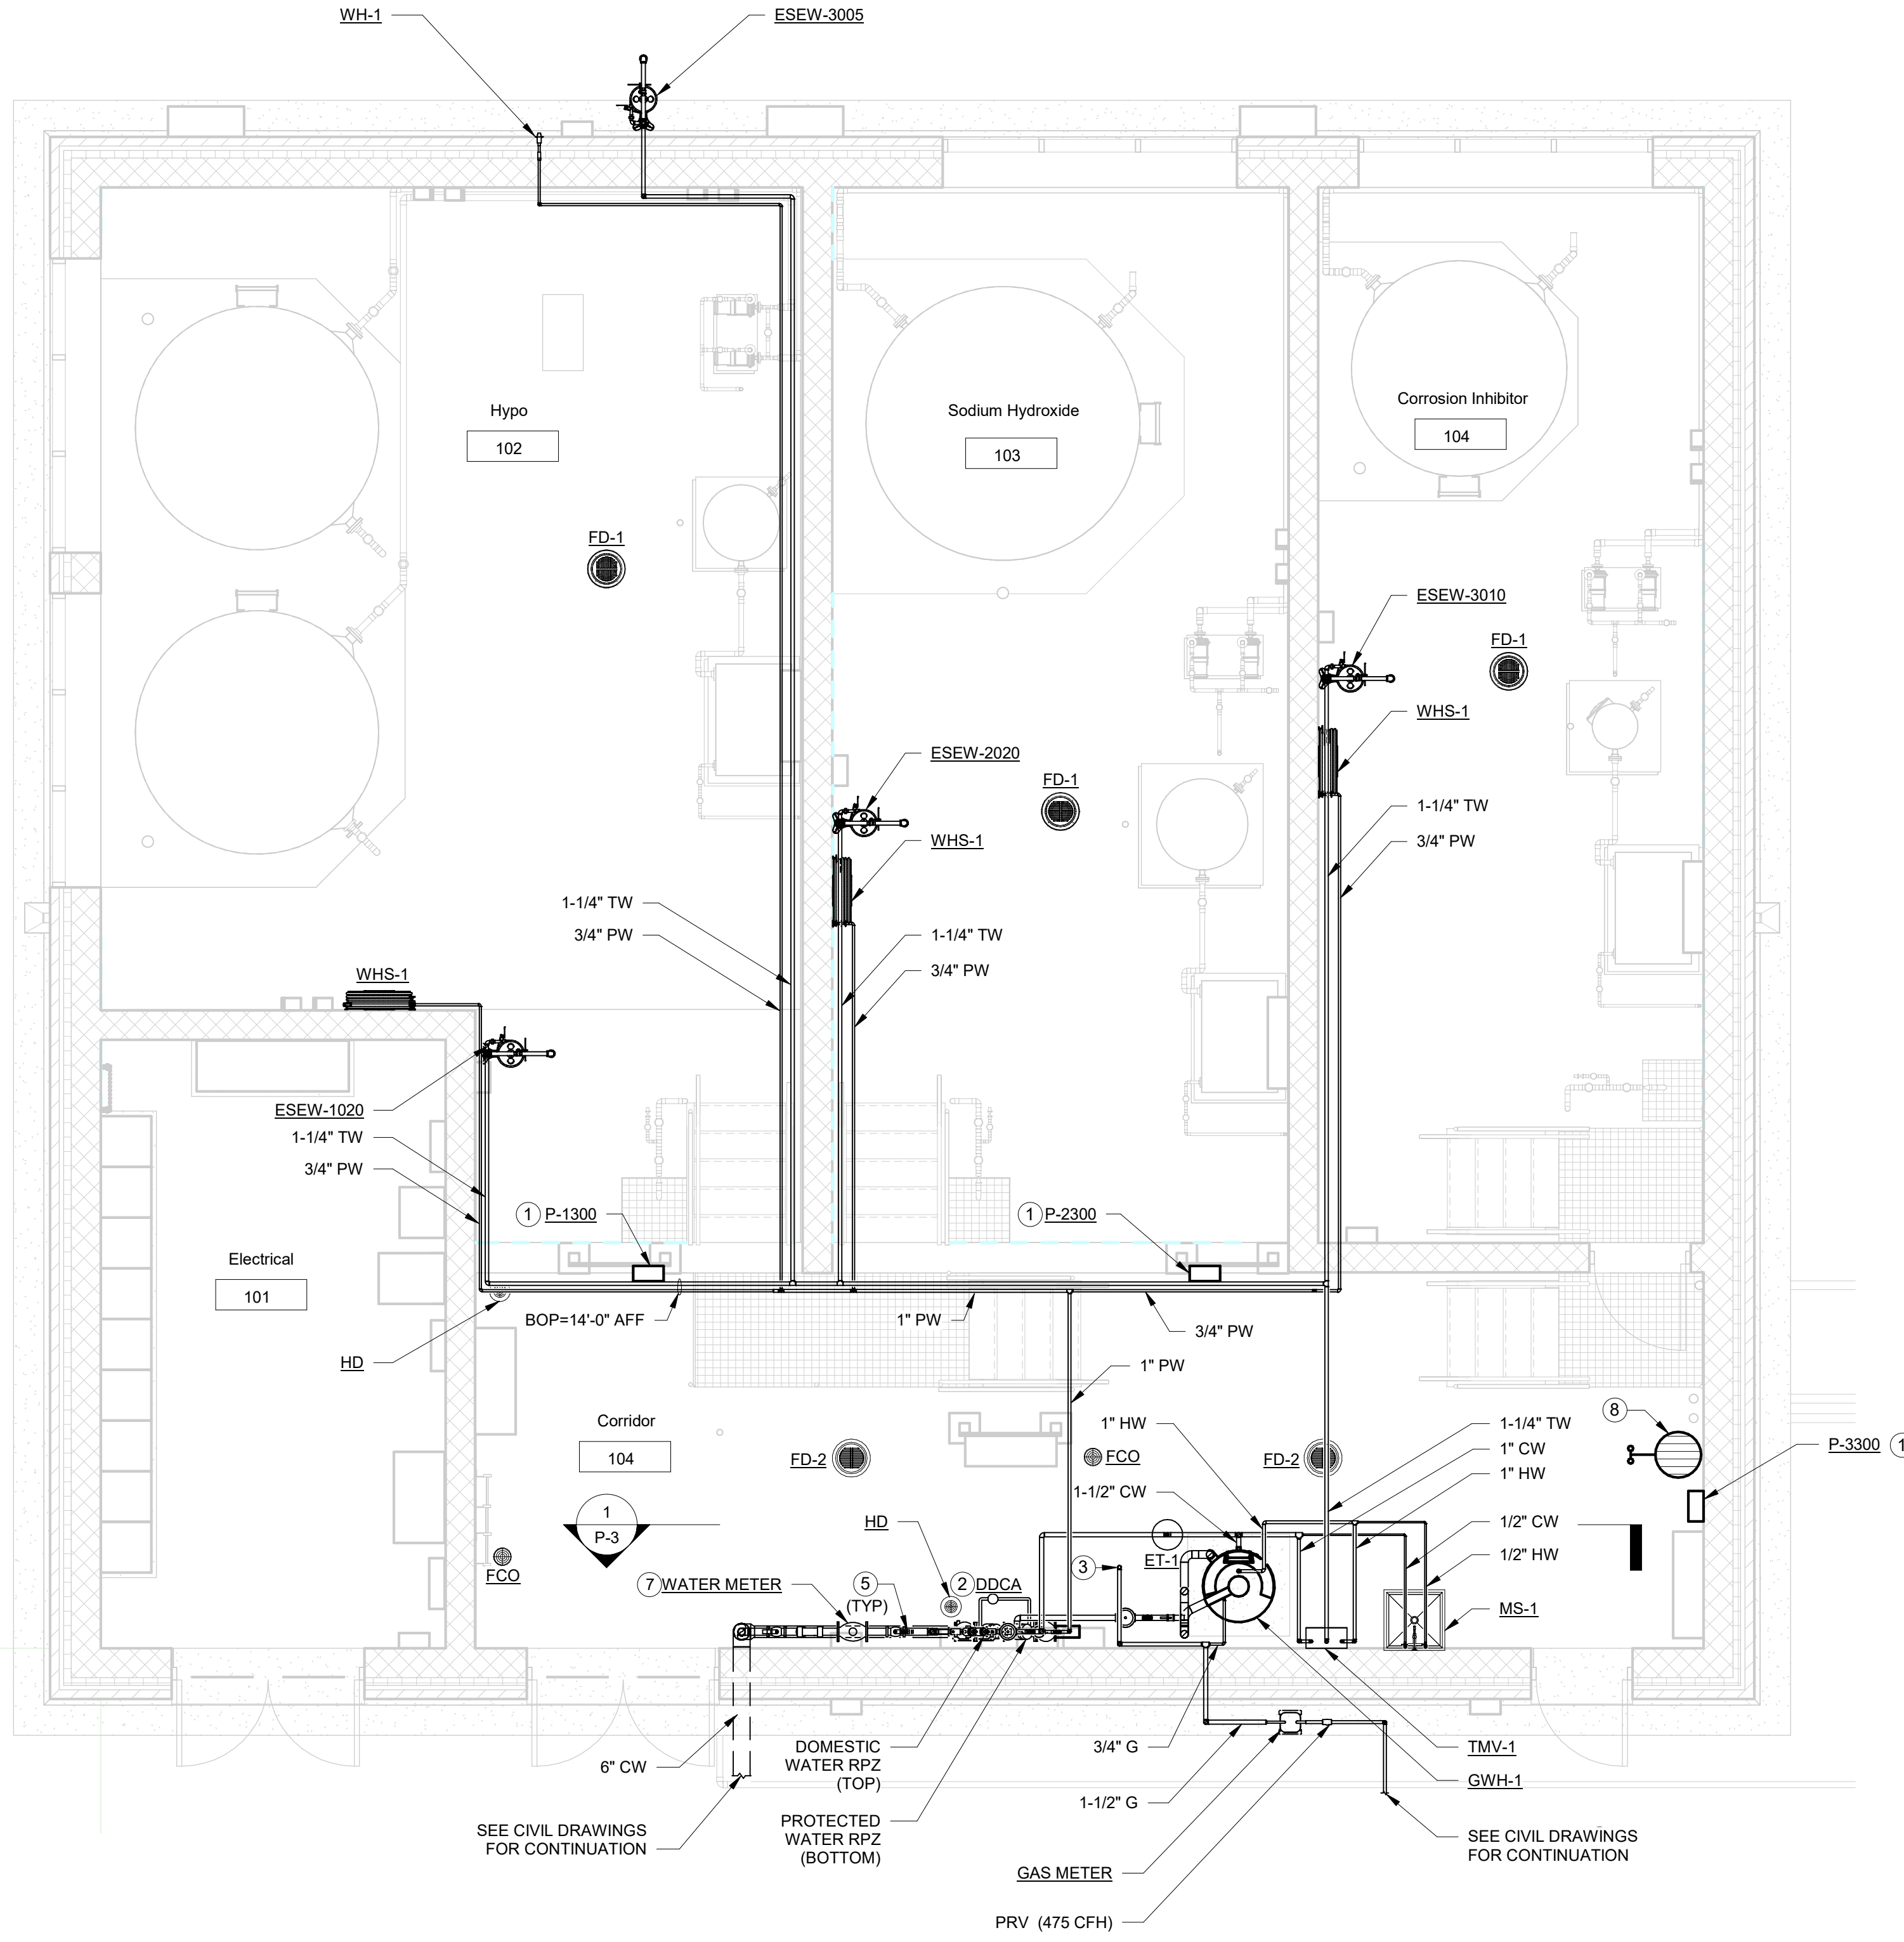 WH-1
ESEW-3005
Hypo
102
Sodium Hydroxide
103
Corrosion Inhibitor
104
FD-1
ESEW-3010
FD-1
WHS-1
ESEW-2020
FD-1
1-1/4" TW
3/4" PW
WHS-1
1-1/4" TW
3/4" PW
1-1/4" TW
3/4" PW
WHS-1
ESEW-1020
1-1/4" TW
3/4" PW
1 P-1300
1 P-2300
Electrical
101
BOP=14'-0" AFF
1" PW
3/4" PW
HD
1" PW
Corridor
104
1" HW
FCO
FD-2
FD-2
1-1/4" TW
1" CW
1" HW
8
P-3300
1-1/2" CW
1
P-3
HD
ET-1
1/2" CW
1/2" HW
FCO
7 WATER METER
5
(TYP)
2 DDCA
3
MS-1
6" CW
DOMESTIC
WATER RPZ
(TOP)
3/4" G
TMV-1
GWH-1
1-1/2" G
PROTECTED
WATER RPZ
(BOTTOM)
SEE CIVIL DRAWINGS
FOR CONTINUATION
SEE CIVIL DRAWINGS
FOR CONTINUATION
GAS METER
PRV (475 CFH)